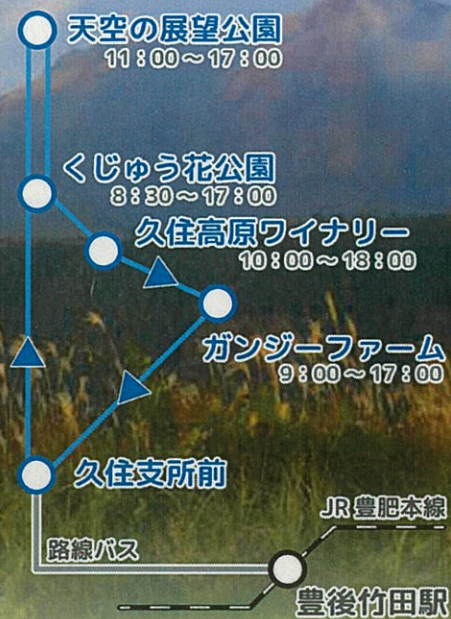 天空の展望公園
11：00～17：00
くじゅう花公園
8：30～17：00
久住高原ワイナリー
10：00～18：00
ガンジーファーム
9：00～17：00
久住支所前
JR豊肥本線
路線バス
豊後竹田駅